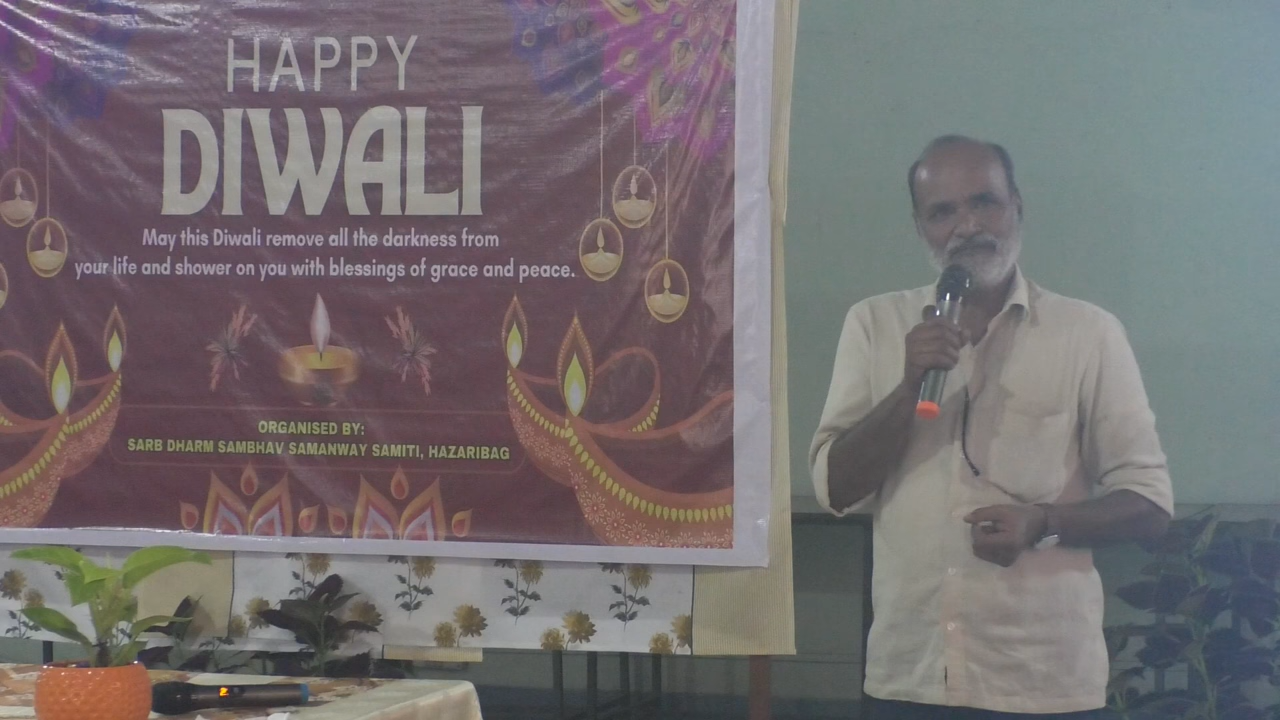 HAPPY
DIWALI
May this Diwali remove all the darkness from
your life and shower on you with blessings of grace and peace.
ORGANISED BY:
SARB DHARM SAMBHAV SAMANWAY SAMITI, HAZARIBAG